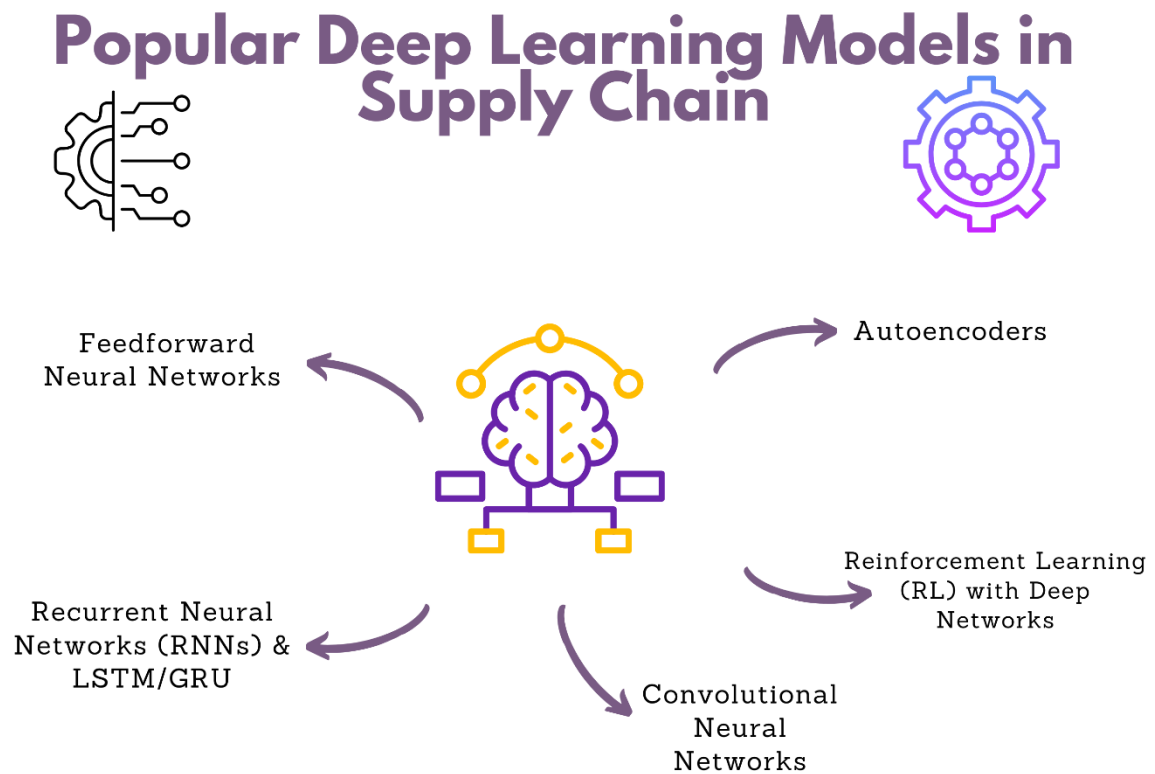 Popular Deep Learning Models in
Supply Chain
Feedforward
Neural Networks
Autoencoders
Recurrent Neural
Networks (RNNs) &
LSTM/GRU
Reinforcement Learning
(RL) with Deep
Networks
Convolutional
Neural
Networks